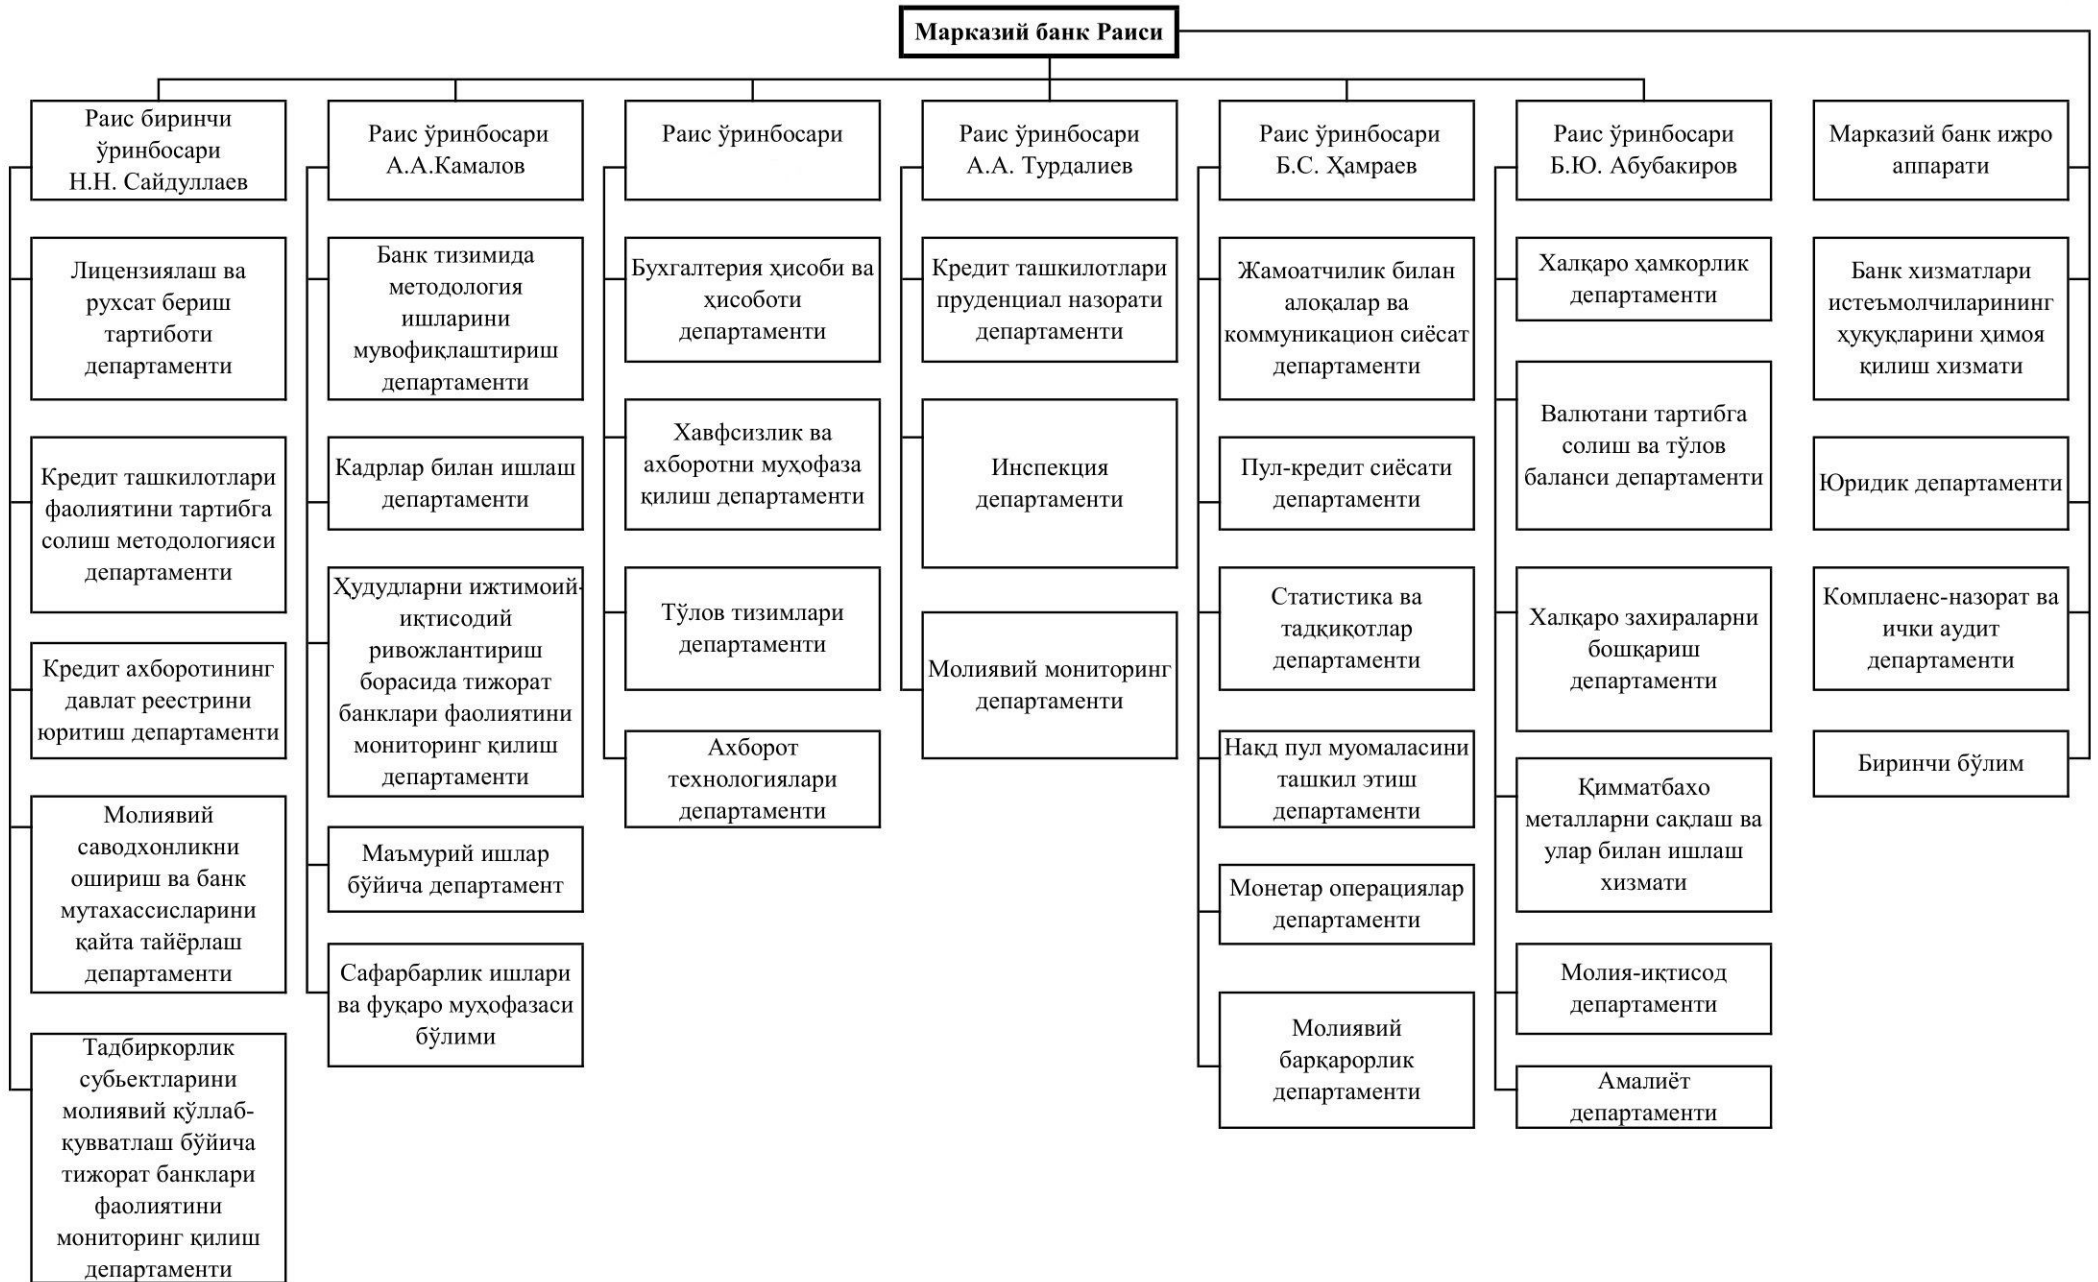 Марказий банк Раиси
Раис биринчи
ўринбосари
Н.Н. Сайдуллаев
Лицензиялаш ва
рухсат бериш
тартиботи
департаменти
Кредит ташкилотлари
фаолиятини тартибга
солиш методологияси
департаменти
Кредит ахборотининг
давлат реестрини
юритиш департаменти
Молиявий
саводхонликни
ошириш ва банк
мутахассисларини
қайта тайёрлаш
департаменти
Тадбиркорлик
субьектларини
молиявий қўллаб-
қувватлаш бўйича
тижорат банклари
фаолиятини
мониторинг қилиш
департаменти
Раис ўринбосари
А.А.Камалов
Банк тизимида
методология
ишларини
мувофиқлаштириш
департаменти
Кадрлар билан ишлаш
департаменти
Ҳудудларни ижтимоий-
иқтисодий
ривожлантириш
борасида тижорат
банклари фаолиятини
мониторинг қилиш
департаменти
Маъмурий ишлар
бўйича департамент
Сафарбарлик ишлари
ва фуқаро муҳофазаси
бўлими
Раис ўринбосари
Бухгалтерия ҳисоби ва
ҳисоботи
департаменти
Хавфсизлик ва
ахборотни муҳофаза
қилиш департаменти
Тўлов тизимлари
департаменти
Ахборот
технологиялари
департаменти
Раис ўринбосари
А.А. Турдалиев
Кредит ташкилотлари
пруденциал назорати
департаменти
Инспекция
департаменти
Молиявий мониторинг
департаменти
Раис ўринбосари
Б.С. Ҳамраев
Жамоатчилик билан
алоқалар ва
коммуникацион сиёсат
департаменти
Пул-кредит сиёсати
департаменти
Статистика ва
тадқиқотлар
департаменти
Нақд пул муомаласини
ташкил этиш
департаменти
Монетар операциялар
департаменти
Молиявий
барқарорлик
департаменти
Раис ўринбосари
Б.Ю. Абубакиров
Халқаро ҳамкорлик
департаменти
Валютани тартибга
солиш ва тўлов
баланси департаменти
Халқаро захираларни
бошқариш
департаменти
Қимматбахо
металларни сақлаш ва
улар билан ишлаш
хизмати
Молия-иқтисод
департаменти
Амалиёт
департаменти
Марказий банк ижро
аппарати
Банк хизматлари
истеъмолчиларининг
ҳуқуқларини ҳимоя
қилиш хизмати
Юридик департаменти
Комплаенс-назорат ва
ички аудит
департаменти
Биринчи бўлим